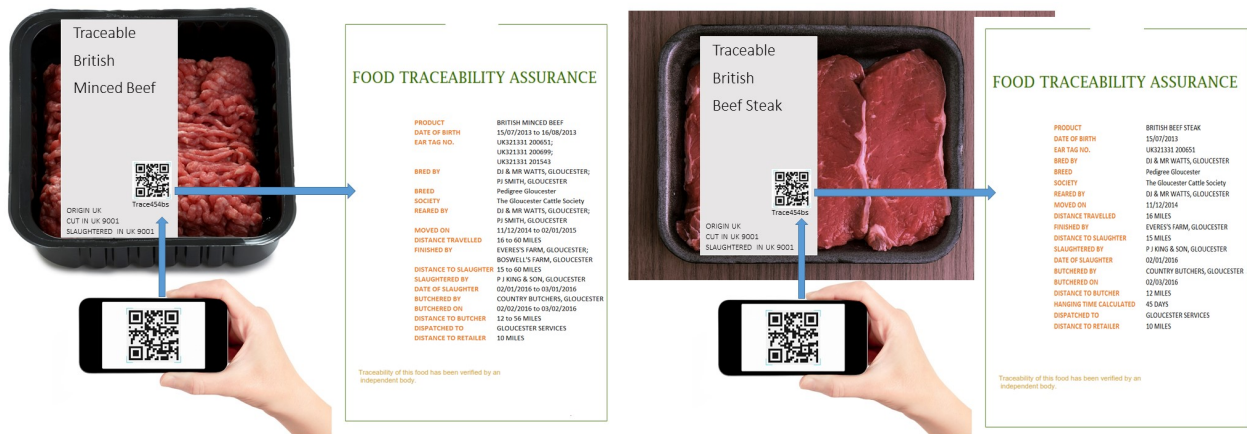 Traceable
British
Minced Beef
Trace454bs
ORIGIN UK
CUT IN UK 9001
SLAUGHTERED IN UK 9001
FOOD TRACEABILITY ASSURANCE
PRODUCT BRITISH MINCED BEEF
DATE OF BIRTH 15/07/2013 to 16/08/2013
EAR TAG NO. UK321331 200651;
UK321331 200699;
UK321331 201543
BRED BY DJ & MR WATTS, GLOUCESTER;
PJ SMITH, GLOUCESTER
BREED Pedigree Gloucester
SOCIETY The Gloucester Cattle Society
REARED BY DJ & MR WATTS, GLOUCESTER;
PJ SMITH, GLOUCESTER
MOVED ON 11/12/2014 to 02/01/2015
DISTANCE TRAVELLED 16 to 60 MILES
FINISHED BY EVERES'S FARM, GLOUCESTER;
BOSWELL'S FARM, GLOUCESTER
DISTANCE TO SLAUGHTER 15 to 60 MILES
SLAUGHTERED BY P J KING & SON, GLOUCESTER
DATE OF SLAUGHTER 02/01/2016 to 03/01/2016
BUTCHERED BY COUNTRY BUTCHERS, GLOUCESTER
BUTCHERED ON 02/02/2016 to 03/02/2016
DISTANCE TO BUTCHER 12 to 56 MILES
DISPATCHED TO GLOUCESTER SERVICES
DISTANCE TO RETAILER 10 MILES
Traceability of this food has been verified by an
independent body.
Traceable
British
Beef Steak
Trace454bs
ORIGIN UK
CUT IN UK 9001
SLAUGHTERED IN UK 9001
FOOD TRACEABILITY ASSURANCE
PRODUCT BRITISH BEEF STEAK
DATE OF BIRTH 15/07/2013
EAR TAG NO. UK321331 200651
BRED BY DJ & MR WATTS, GLOUCESTER
BREED Pedigree Gloucester
SOCIETY The Gloucester Cattle Society
REARED BY DJ & MR WATTS, GLOUCESTER
MOVED ON 11/12/2014
DISTANCE TRAVELLED 16 MILES
FINISHED BY EVERES'S FARM, GLOUCESTER
DISTANCE TO SLAUGHTER 15 MILES
SLAUGHTERED BY P J KING & SON, GLOUCESTER
DATE OF SLAUGHTER 02/01/2016
BUTCHERED BY COUNTRY BUTCHERS, GLOUCESTER
BUTCHERED ON 02/03/2016
DISTANCE TO BUTCHER 12 MILES
HANGING TIME CALCULATED 45 DAYS
DISPATCHED TO GLOUCESTER SERVICES
DISTANCE TO RETAILER 10 MILES
Traceability of this food has been verified by an
independent body.